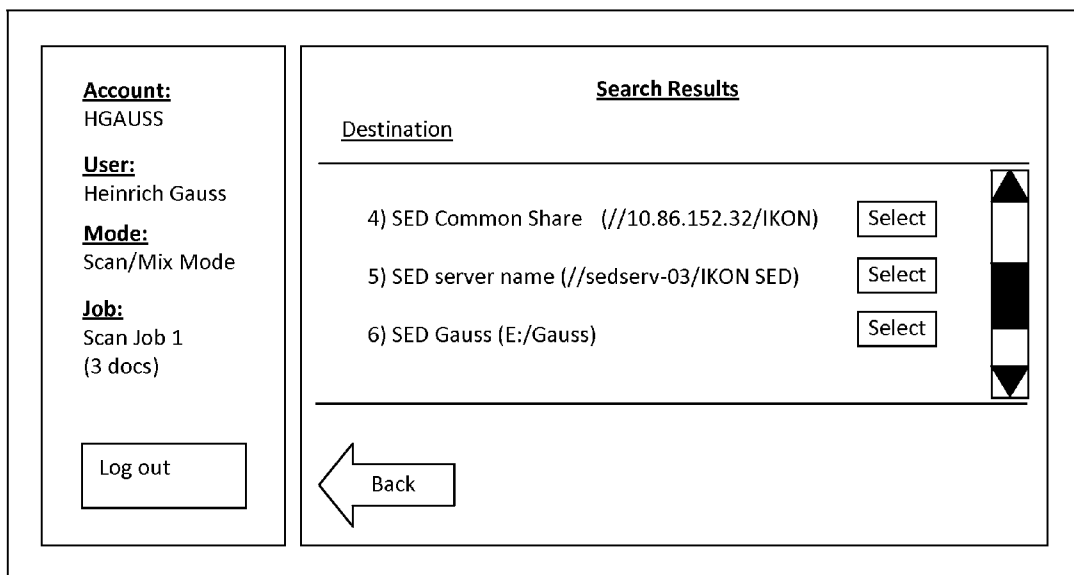 Account:
HGAUSS
User:
Heinrich Gauss
Mode:
Scan/Mix Mode
Job:
Scan Job 1
(3 docs)
Log out
Search Results
Destination
4) SED Common Share (//10.86.152.32/IKON) Select
5) SED server name (//sedserv-03/IKON SED) Select
6) SED Gauss (E:/Gauss) Select
Back